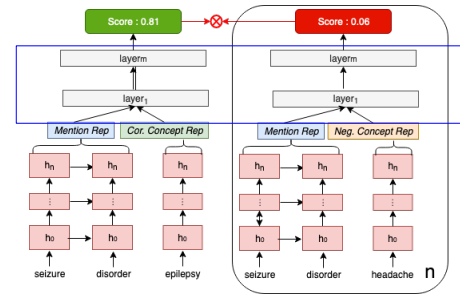 Score : 0.81 Score : 0.06
layerm layerm
layer1 layer1
Mention Rep Cor. Concept Rep Mention Rep Neg. Concept Rep
hn hn hn hn hn hn
⋮ ⋮ ⋮ ⋮ ⋮ ⋮
h0 h0 h0 h0 h0 h0
seizure disorder epilepsy seizure disorder headache n